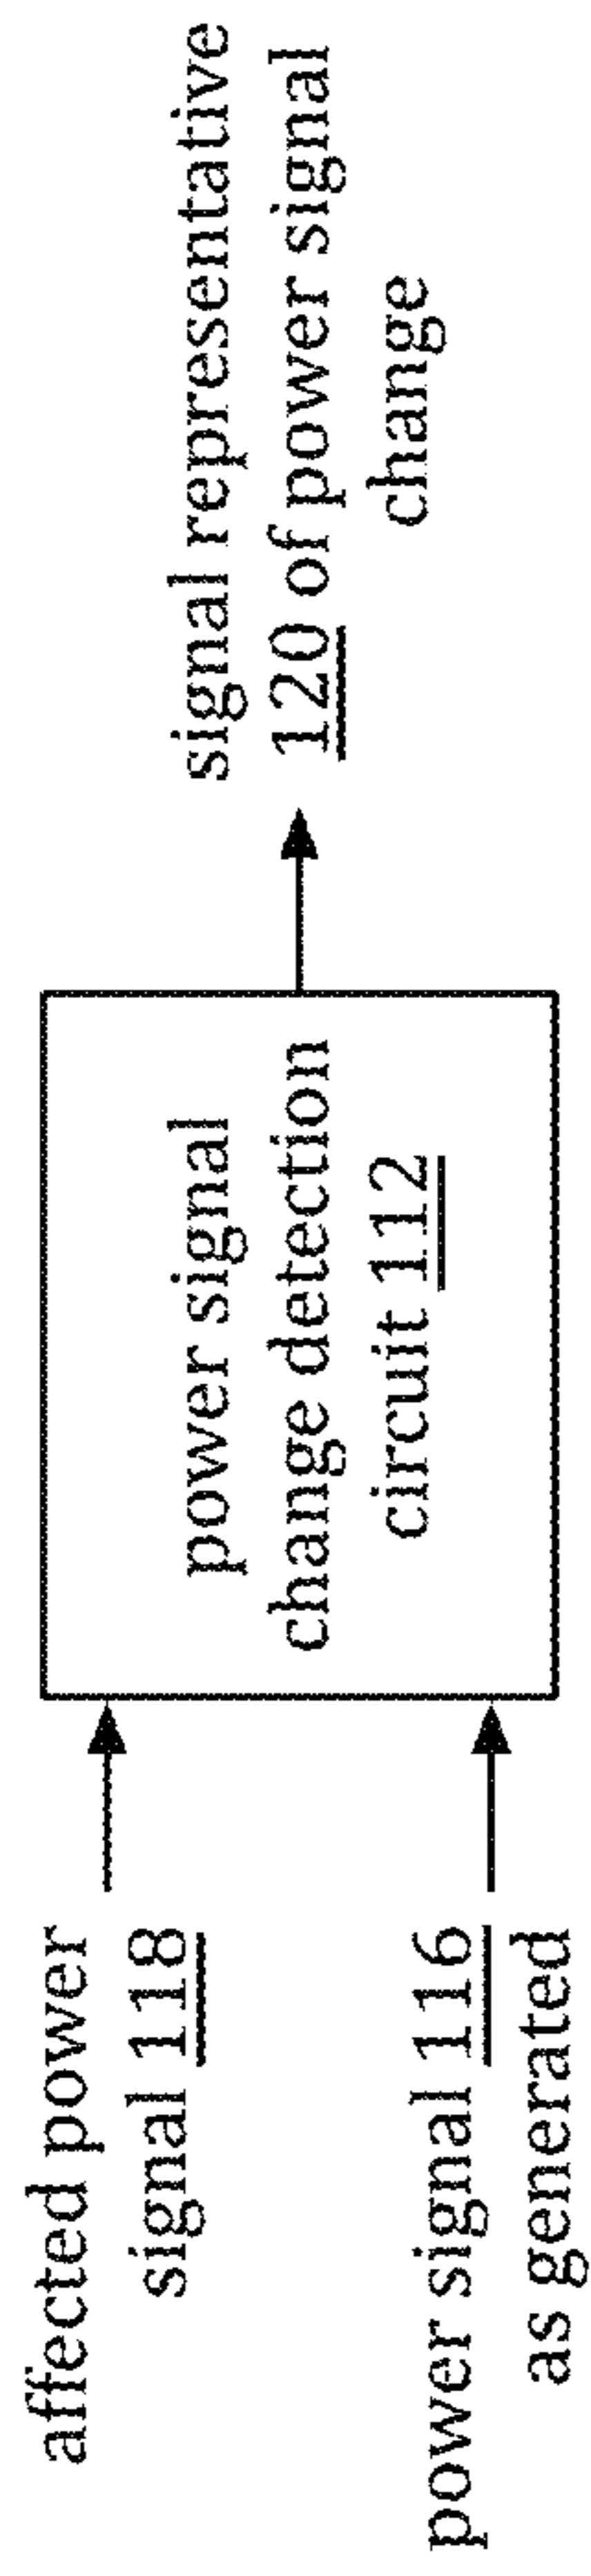 affected power
signal 118
power signal 116
as generated
power signal
change detection
circuit 112
signal representative
120 of power signal
change